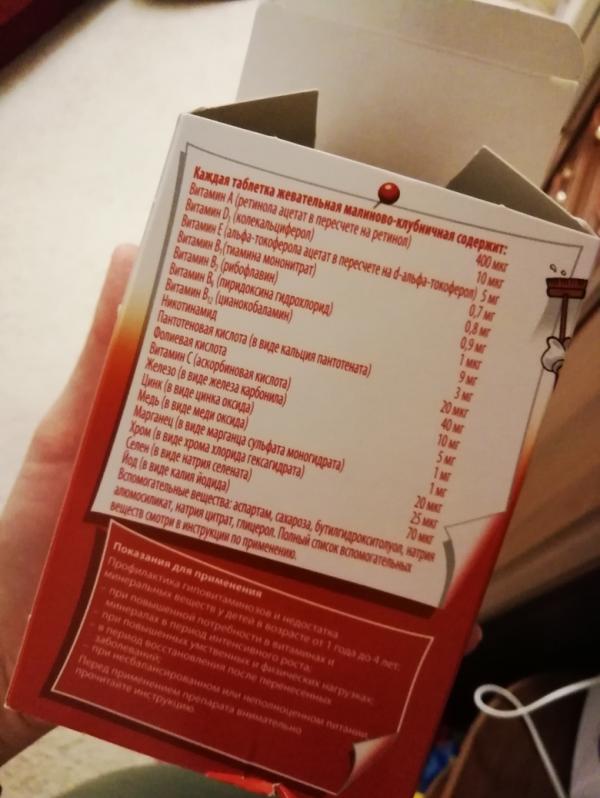 Каждая таблетка жевательная малиново-клубничная содержит:
Витамин А (ретинола ацетат в пересчете на ретинол) 400 мкг
Витамин D₃ (колекальциферол) 10 мкг
Витамин Е (альфа-токоферола ацетат в пересчете на d-альфа-токоферол) 5 мг
Витамин В₁ (тиамина мононитрат) 0,7 мг
Витамин В₂ (рибофлавин) 0,8 мг
Витамин В₆ (пиридоксина гидрохлорид) 0,9 мг
Витамин В₁₂ (цианокобаламин) 1 мкг
Никотинамид 9 мг
Пантотеновая кислота (в виде кальция пантотената) 3 мг
Фолиевая кислота 20 мкг
Витамин С (аскорбиновая кислота) 40 мг
Железо (в виде железа карбонила) 10 мг
Цинк (в виде цинка оксида) 5 мг
Медь (в виде меди оксида) 1 мг
Марганец (в виде марганца сульфата моногидрата) 1 мг
Хром (в виде хрома хлорида гексагидрата) 20 мкг
Селен (в виде натрия селената) 25 мкг
Йод (в виде калия йодида) 70 мкг
Вспомогательные вещества: аспартам, сахароза, бутилгидрокситолуол, натрия
алюмосиликат, натрия цитрат, глицерол. Полный список вспомогательных
веществ смотри в инструкции по применению.
Показания для применения
Профилактика гиповитаминозов и недостатка
минеральных веществ у детей в возрасте от 1 года до 4 лет:
- при повышенной потребности в витаминах и
минералах в период интенсивного роста;
- при повышенных умственных и физических нагрузках;
- в период восстановления после перенесенных
заболеваний;
- при несбалансированном или неполноценном питании
Перед применением препарата внимательно
прочитайте инструкцию.